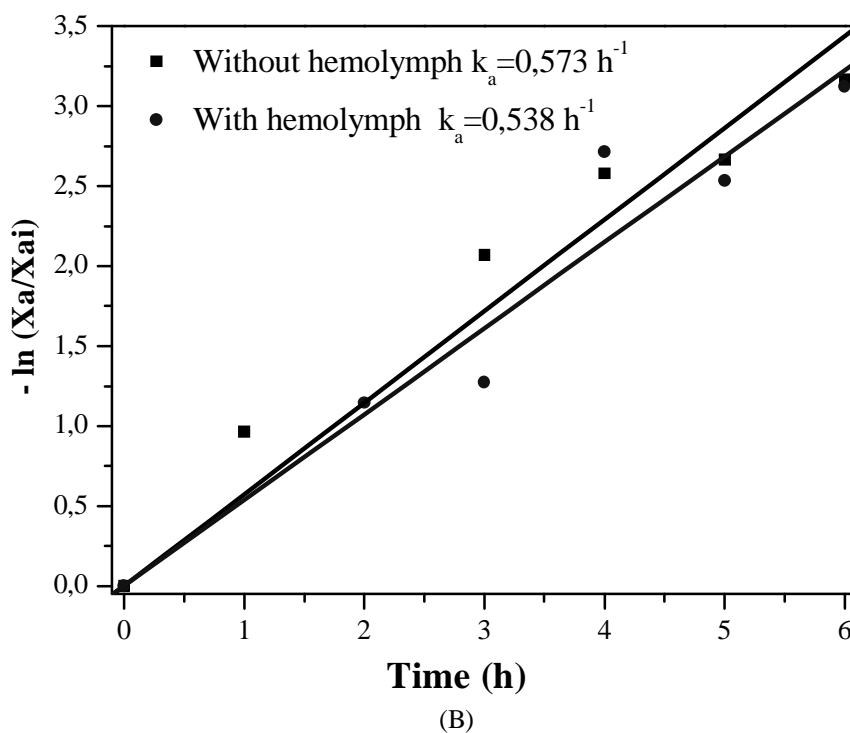 3,5
3,0
2,5
2,0
1,5
1,0
0,5
0,0
- ln (Xa/Xai)
Without hemolymph k_a=0,573 h^-1
With hemolymph k_a=0,538 h^-1
0 1 2 3 4 5 6
Time (h)
(B)